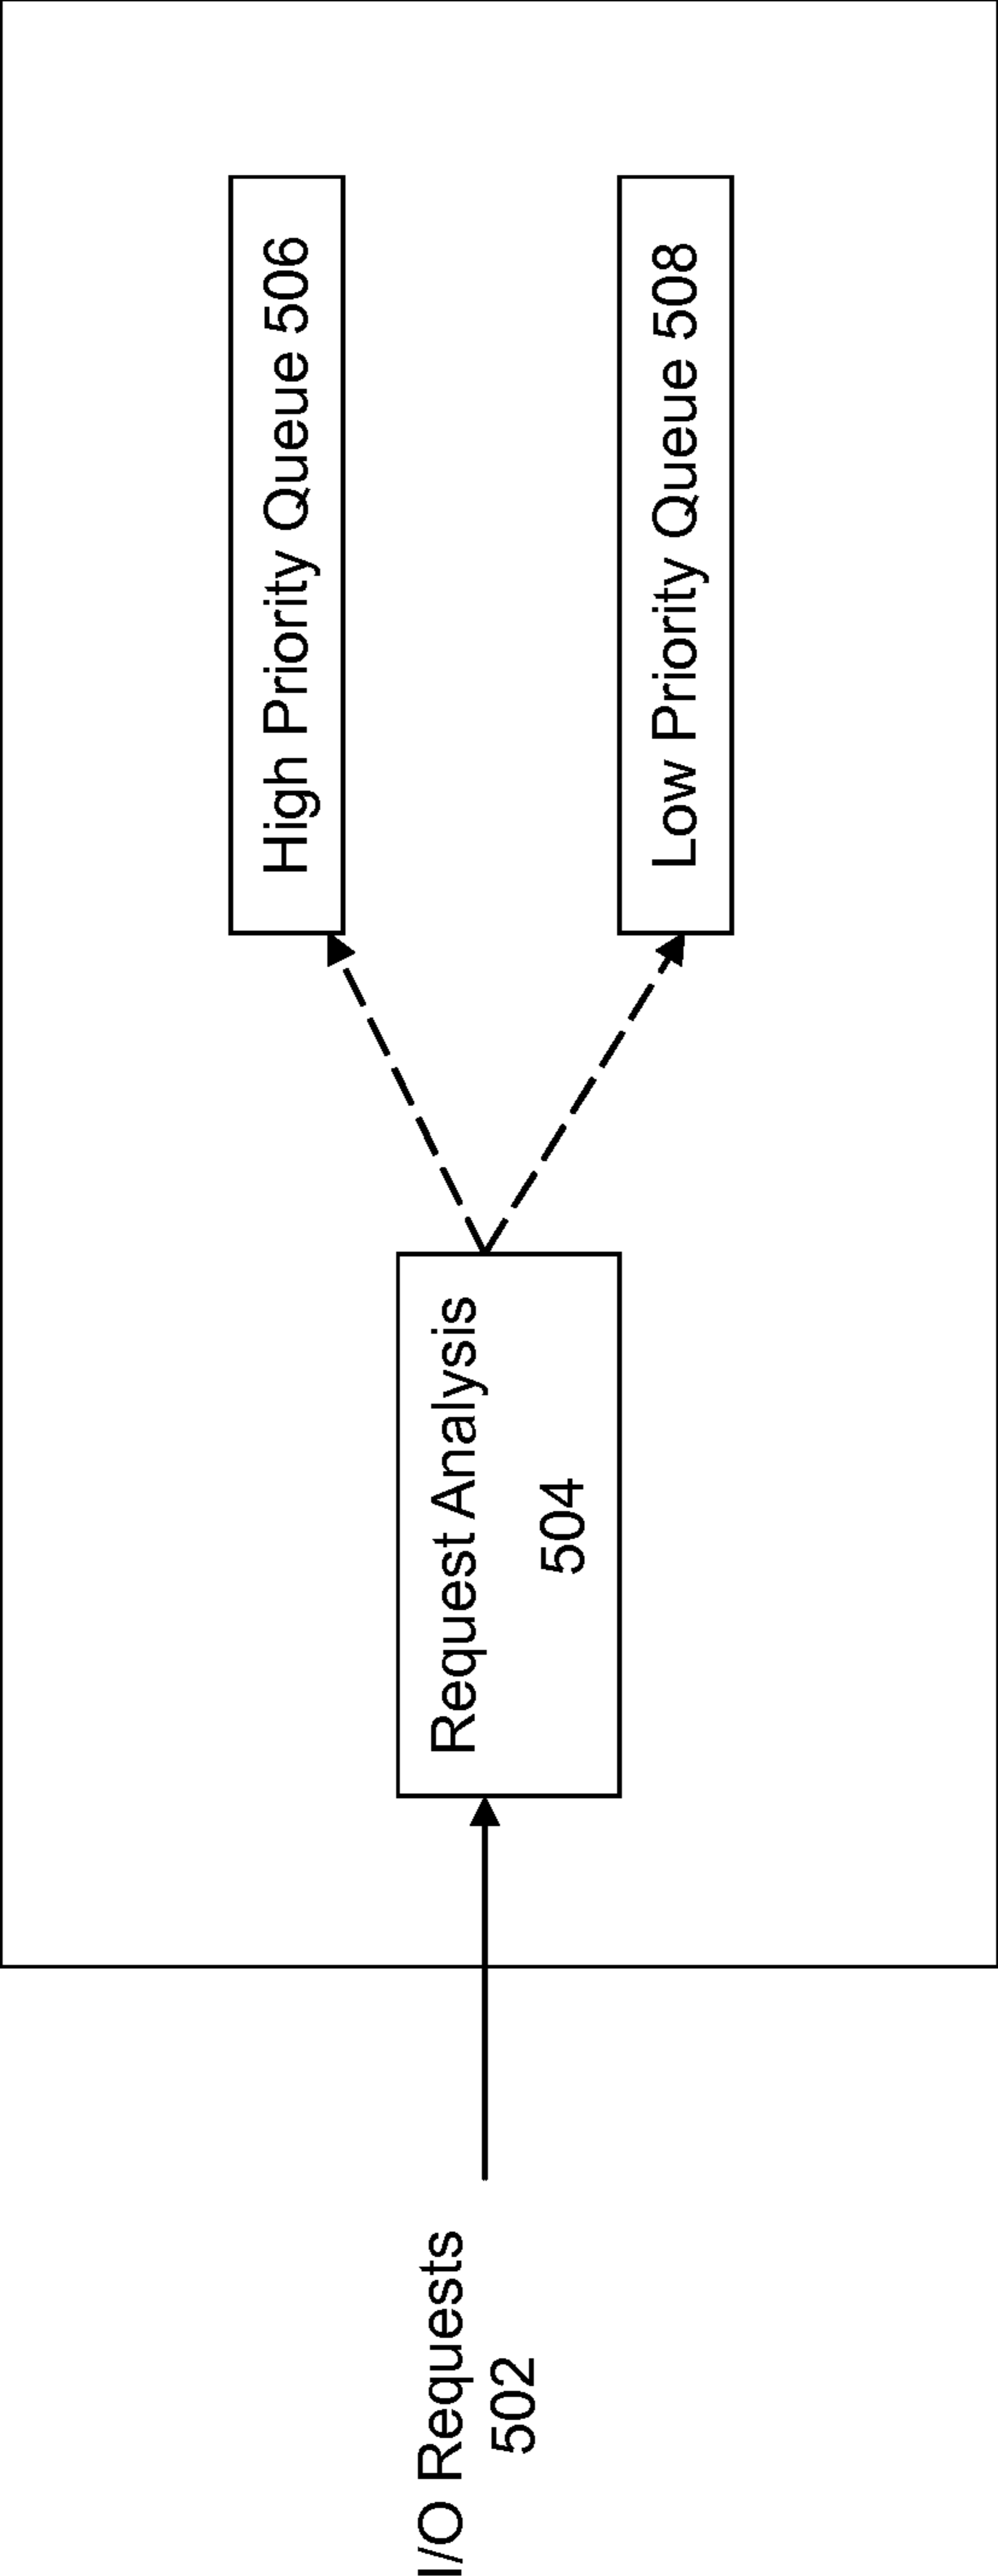 I/O Requests
502
Request Analysis
504
High Priority Queue 506
Low Priority Queue 508